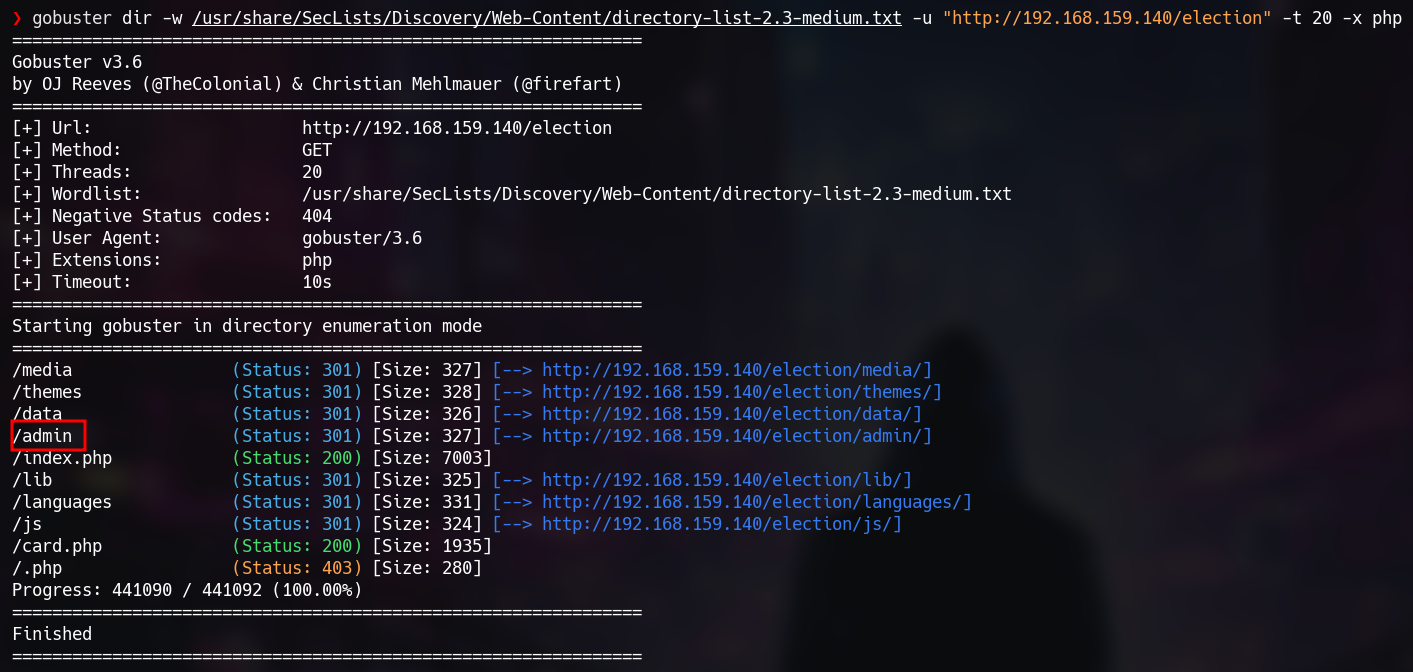 ❯ gobuster dir -w /usr/share/SecLists/Discovery/Web-Content/directory-list-2.3-medium.txt -u "http://192.168.159.140/election" -t 20 -x php
===============================================================
Gobuster v3.6
by OJ Reeves (@TheColonial) & Christian Mehlmauer (@firefart)
===============================================================
[+] Url:                     http://192.168.159.140/election
[+] Method:                  GET
[+] Threads:                 20
[+] Wordlist:                /usr/share/SecLists/Discovery/Web-Content/directory-list-2.3-medium.txt
[+] Negative Status codes:   404
[+] User Agent:              gobuster/3.6
[+] Extensions:              php
[+] Timeout:                 10s
===============================================================
Starting gobuster in directory enumeration mode
===============================================================
/media                (Status: 301) [Size: 327] [--> http://192.168.159.140/election/media/]
/themes               (Status: 301) [Size: 328] [--> http://192.168.159.140/election/themes/]
/data                 (Status: 301) [Size: 326] [--> http://192.168.159.140/election/data/]
/admin                (Status: 301) [Size: 327] [--> http://192.168.159.140/election/admin/]
/index.php            (Status: 200) [Size: 7003]
/lib                  (Status: 301) [Size: 325] [--> http://192.168.159.140/election/lib/]
/languages            (Status: 301) [Size: 331] [--> http://192.168.159.140/election/languages/]
/js                   (Status: 301) [Size: 324] [--> http://192.168.159.140/election/js/]
/card.php             (Status: 200) [Size: 1935]
/.php                 (Status: 403) [Size: 280]
Progress: 441090 / 441092 (100.00%)
===============================================================
Finished
===============================================================